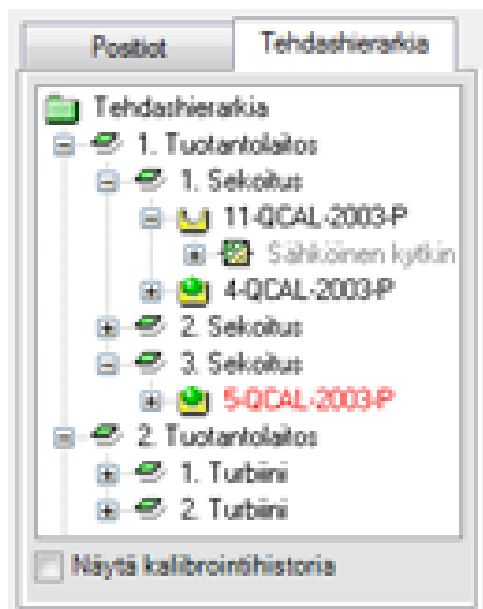 Positiot Tehdashierarkia
Tehdashierarkia
1. Tuotantolaitos
1. Sekoitus
11-QCAL-2003-P
Sähköinen kytkin
4-QCAL-2003-P
2. Sekoitus
3. Sekoitus
5-QCAL-2003-P
2. Tuotantolaitos
1. Turbiini
2. Turbiini
Näytä kalibrointihistoria